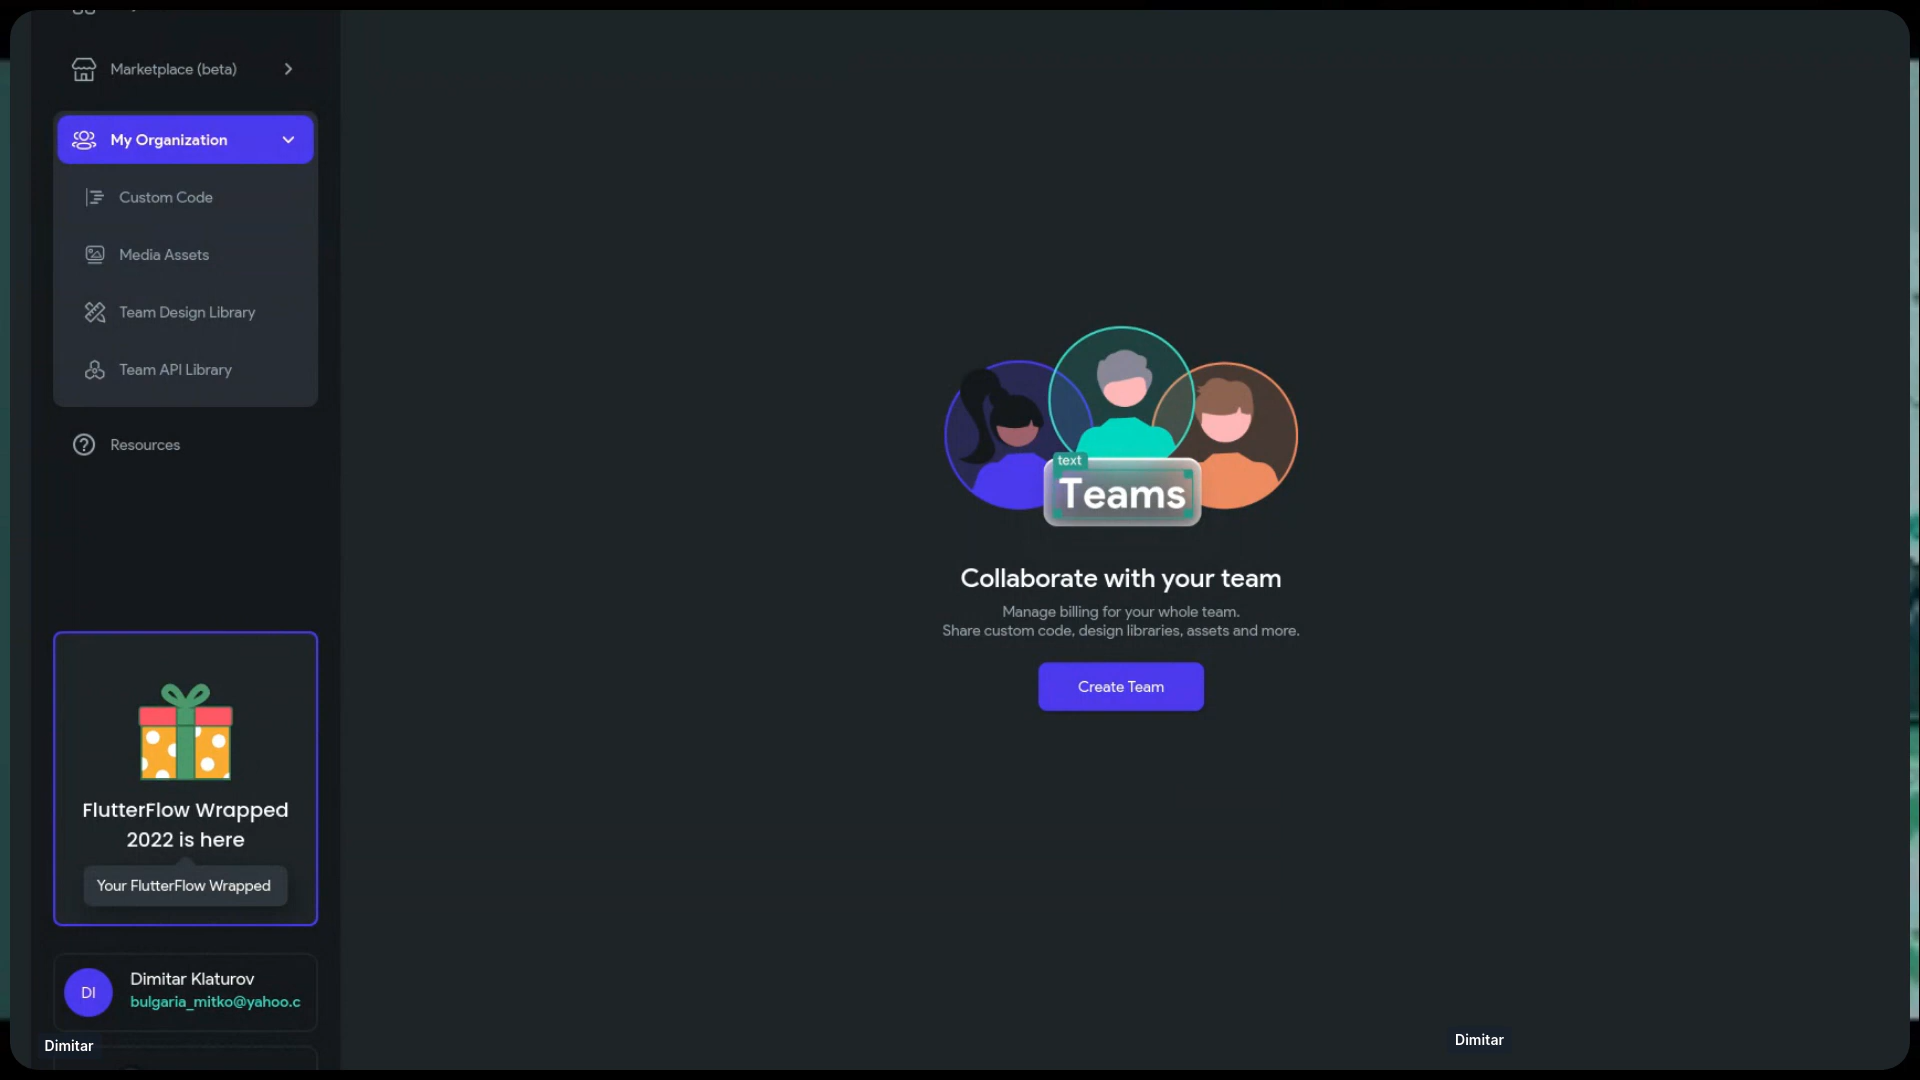 Marketplace (beta)
My Organization
Custom Code
Media Assets
Team Design Library
Team API Library
Resources
text
Teams
Collaborate with your team
Manage billing for your whole team.
Share custom code, design libraries, assets and more.
Create Team
FlutterFlow Wrapped
2022 is here
Your FlutterFlow Wrapped
DI
Dimitar Klaturov
bulgaria_mitko@yahoo.c
Dimitar
Dimitar